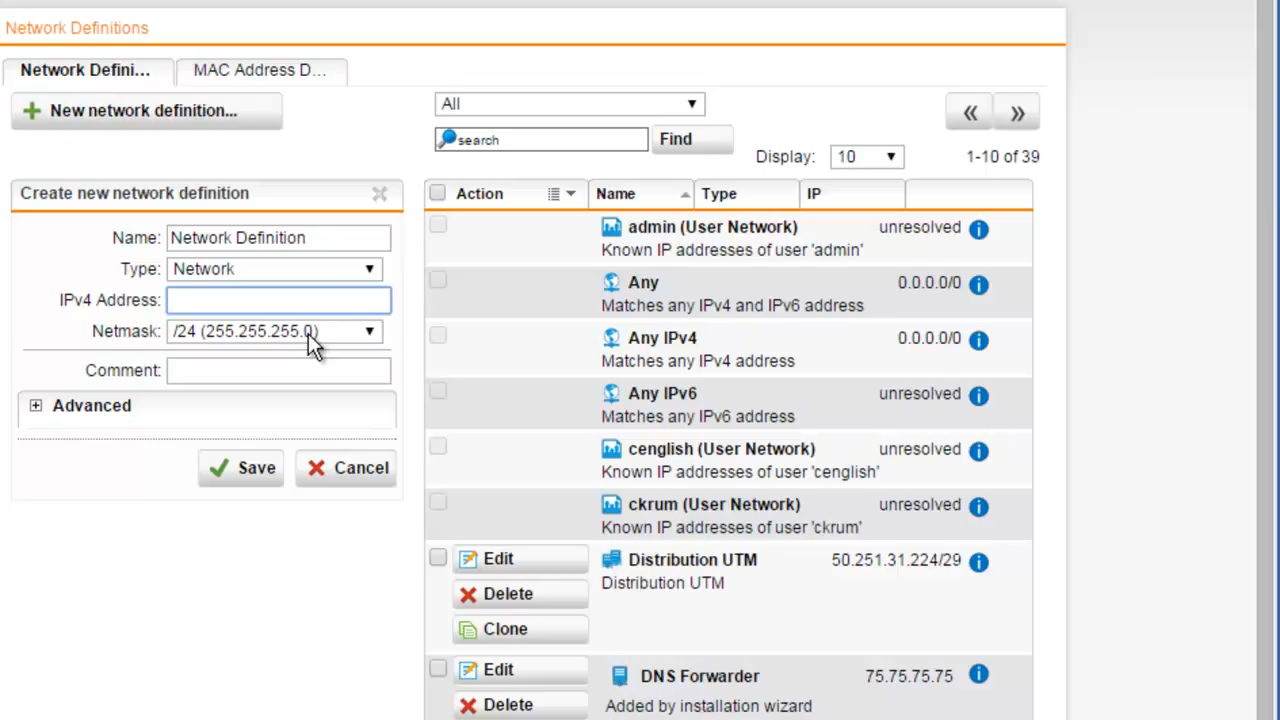 Network Definitions
Network Defini...
MAC Address D...
New network definition...
All
search
Find
Display:
10
1-10 of 39
Create new network definition
Name: Network Definition
Type: Network
IPv4 Address:
Netmask: /24 (255.255.255.0)
Comment:
Advanced
Save
Cancel
Action
Name
Type
IP
admin (User Network) unresolved
Known IP addresses of user 'admin'
Any 0.0.0.0/0
Matches any IPv4 and IPv6 address
Any IPv4 0.0.0.0/0
Matches any IPv4 address
Any IPv6 unresolved
Matches any IPv6 address
cenglish (User Network) unresolved
Known IP addresses of user 'cenglish'
ckrum (User Network) unresolved
Known IP addresses of user 'ckrum'
Edit
Distribution UTM 50.251.31.224/29
Distribution UTM
Delete
Clone
Edit
DNS Forwarder 75.75.75.75
Delete
Added by installation wizard